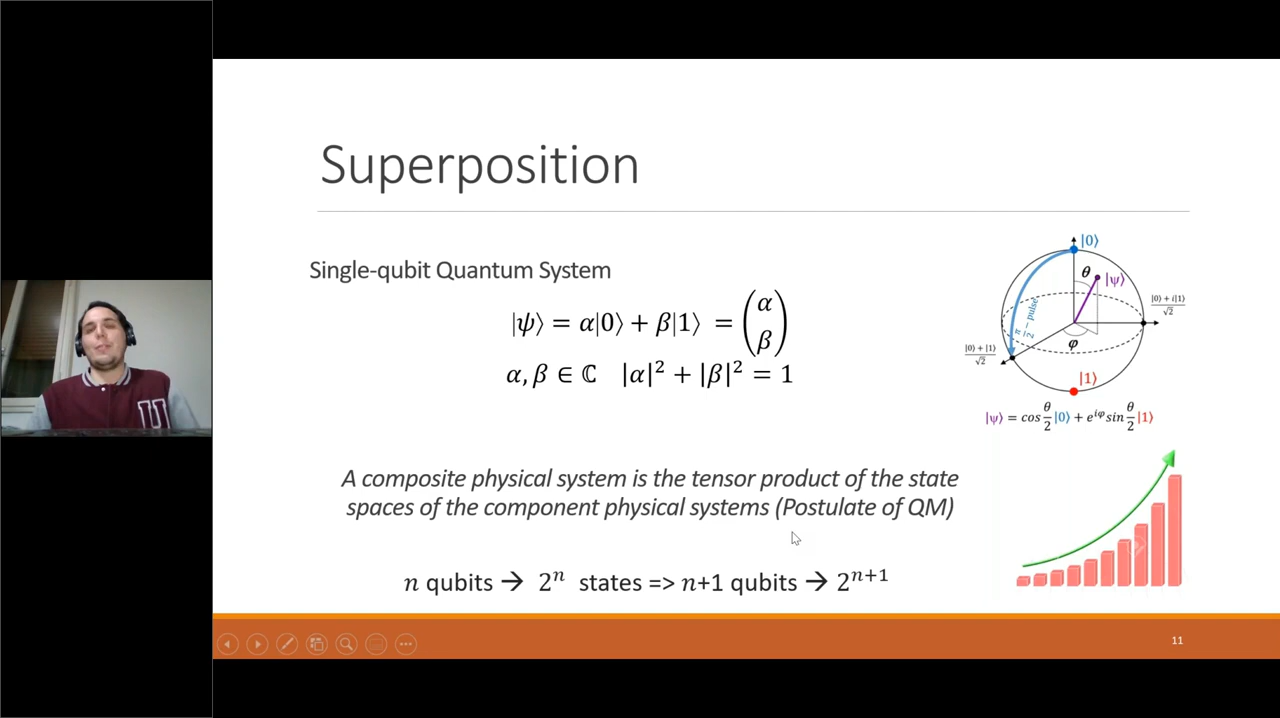 Superposition
Single-qubit Quantum System
|ψ⟩ = α|0⟩ + β|1⟩ = (α β)
α, β ∈ ℂ |α|² + |β|² = 1
A composite physical system is the tensor product of the state
spaces of the component physical systems (Postulate of QM)
n qubits → 2ⁿ states => n+1 qubits → 2ⁿ⁺¹
|0⟩
θ
|ψ⟩
|0⟩ + i|1⟩ / √2
π/2 – pulse
φ
|0⟩ + |1⟩ / √2
|1⟩
|ψ⟩ = cos θ/2 |0⟩ + e^{iφ} sin θ/2 |1⟩
U
11